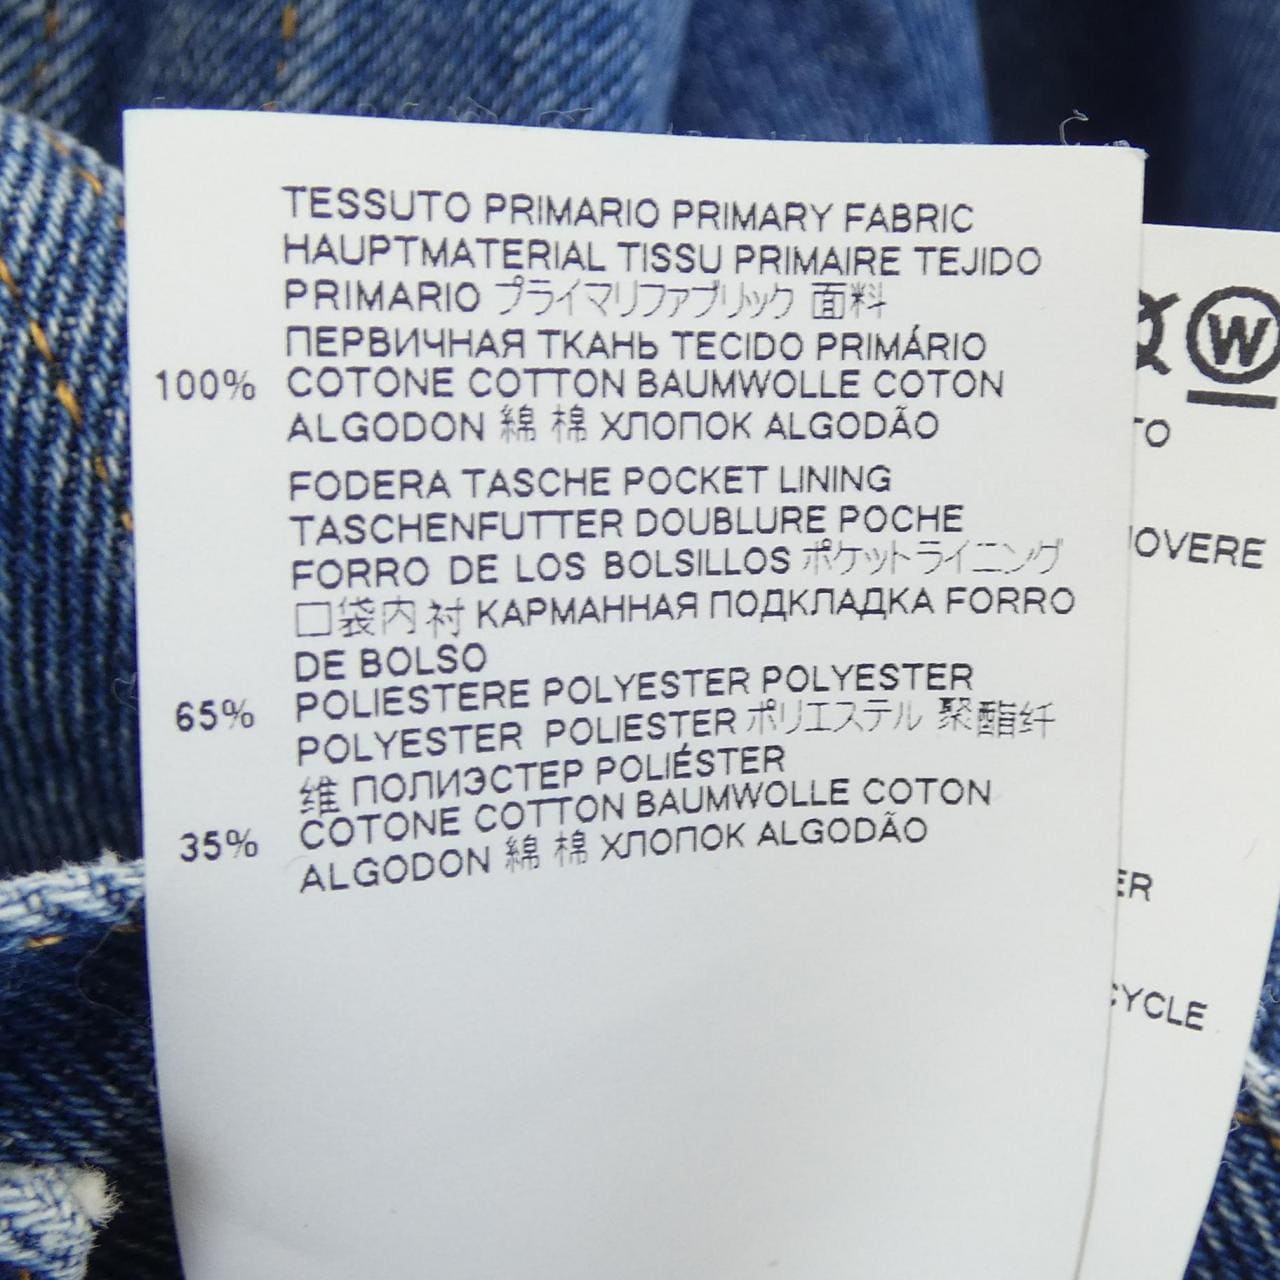 TESSUTO PRIMARIO PRIMARY FABRIC
HAUPTMATERIAL TISSU PRIMAIRE TEJIDO
PRIMARIO プライマリファブリック 面料
ПЕРВИЧНАЯ ТКАНЬ TECIDO PRIMÁRIO
100% COTONE COTTON BAUMWOLLE COTON
ALGODON 綿 棉 ХЛОПОК ALGODÃO
FODERA TASCHE POCKET LINING
TASCHENFUTTER DOUBLURE POCHE
FORRO DE LOS BOLSILLOS ポケットライニング
口袋内衬 КАРМАННАЯ ПОДКЛАДКА FORRO
DE BOLSO
65% POLIESTERE POLYESTER POLYESTER
POLYESTER POLIESTER ポリエステル 聚酯纤
维 ПОЛИЭСТЕР POLIÉSTER
35% COTONE COTTON BAUMWOLLE COTON
ALGODON 綿 棉 ХЛОПОК ALGODÃO
W
TO
OVERE
ER
CYCLE